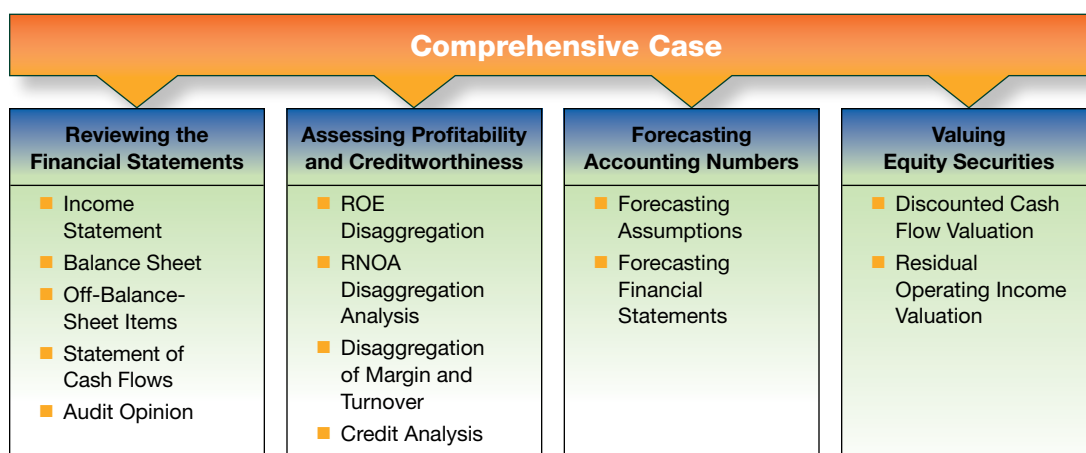 Comprehensive Case
Reviewing the
Financial Statements
Income
Statement
Balance Sheet
Off-Balance-
Sheet Items
Statement of
Cash Flows
Audit Opinion
Assessing Profitability
and Creditworthiness
ROE
Disaggregation
RNOA
Disaggregation
Analysis
Disaggregation
of Margin and
Turnover
Credit Analysis
Forecasting
Accounting Numbers
Forecasting
Assumptions
Forecasting
Financial
Statements
Valuing
Equity Securities
Discounted Cash
Flow Valuation
Residual
Operating Income
Valuation